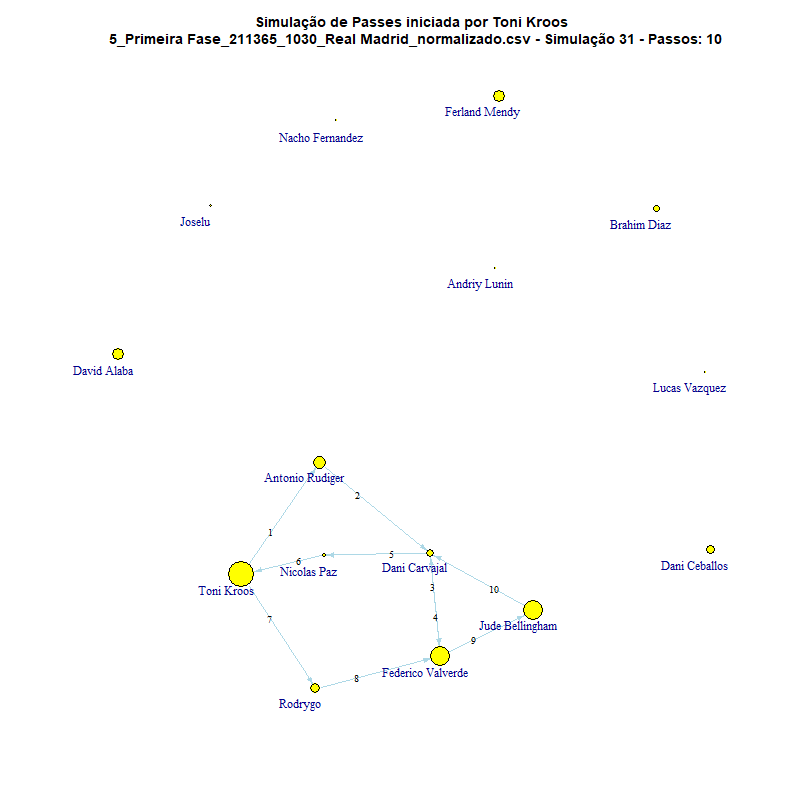 Simulação de Passes iniciada por Toni Kroos
5_Primeira Fase_211365_1030_Real Madrid_normalizado.csv - Simulação 31 - Passos: 10
Ferland Mendy
Nacho Fernandez
Joselu
Brahim Diaz
Andriy Lunin
David Alaba
Lucas Vazquez
Antonio Rudiger
2
1
5
6
Dani Carvajal
Nicolas Paz
Dani Ceballos
3
10
Toni Kroos
4
7
Jude Bellingham
9
Federico Valverde
8
Rodrygo